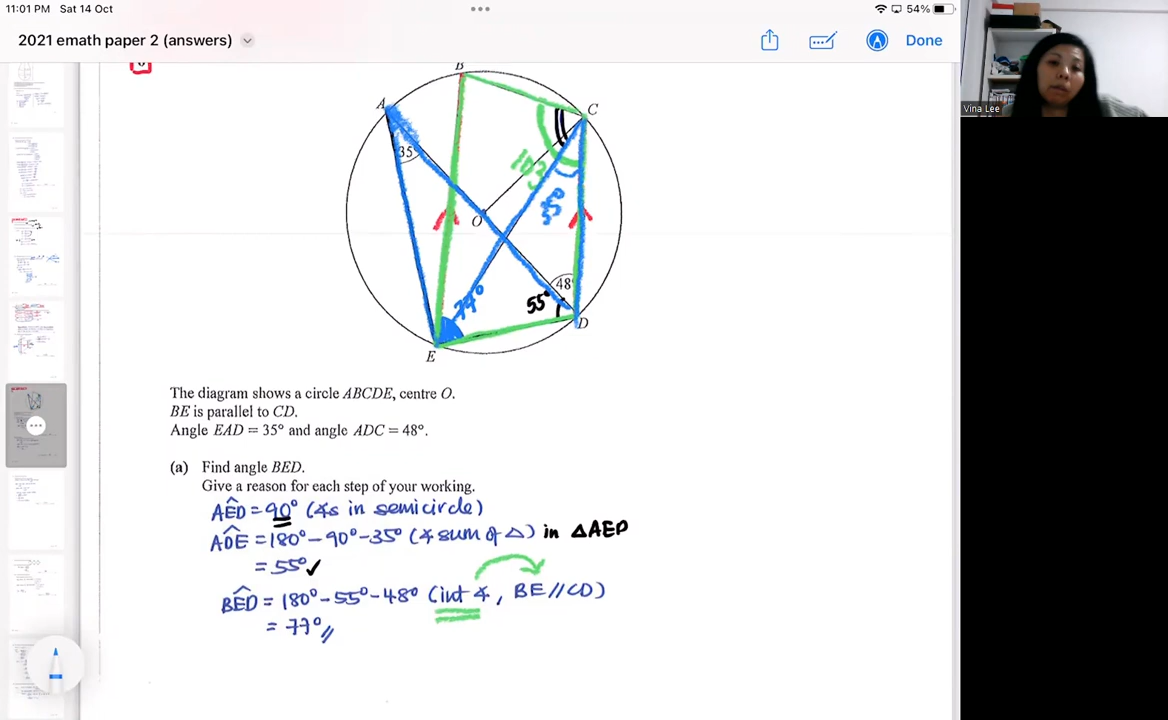 11:01 PM Sat 14 Oct
54%
2021 emath paper 2 (answers)
Done
Vina Lee
B
A
C
35
103
35°
O
48°
77°
55°
D
E
The diagram shows a circle ABCDE, centre O.
BE is parallel to CD.
Angle EAD = 35° and angle ADC = 48°.
(a) Find angle BED.
Give a reason for each step of your working.
AÊD = 90° (∠s in semicircle)
AD̂E = 180° - 90° - 35° (∠ sum of △) in △AED
= 55° ✓
BÊD = 180° - 55° - 48° (int ∠, BE // CD)
= 77° //